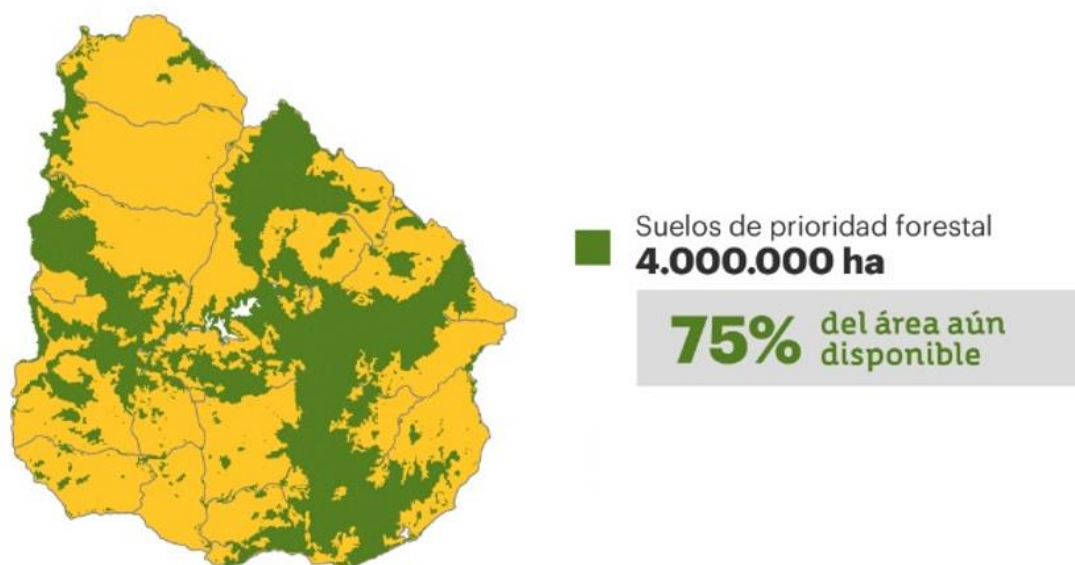 Suelos de prioridad forestal
4.000.000 ha
75% del área aún
disponible